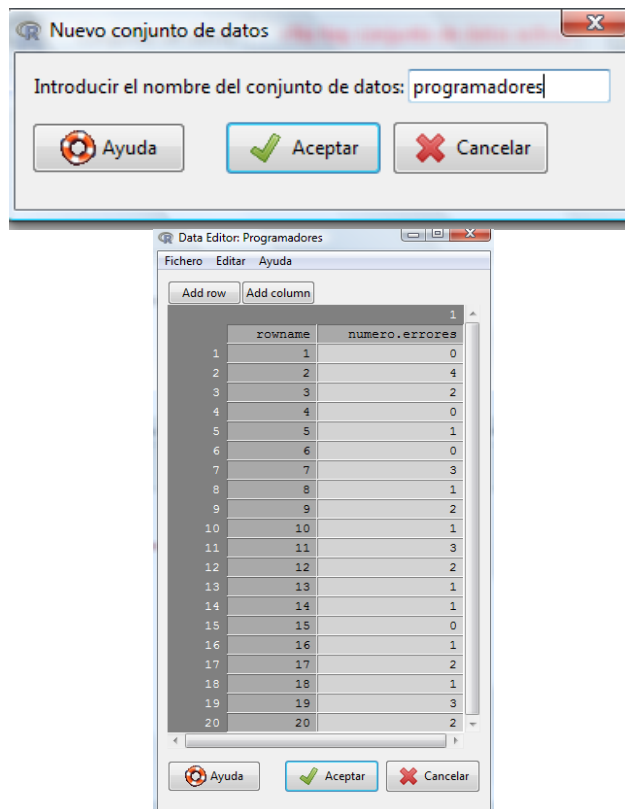 Nuevo conjunto de datos
Introducir el nombre del conjunto de datos: programadores
Ayuda Aceptar Cancelar
Data Editor: Programadores
Fichero Editar Ayuda
Add row Add column
1
rowname numero.errores
1 1 0
2 2 4
3 3 2
4 4 0
5 5 1
6 6 0
7 7 3
8 8 1
9 9 2
10 10 1
11 11 3
12 12 2
13 13 1
14 14 1
15 15 0
16 16 1
17 17 2
18 18 1
19 19 3
20 20 2
Ayuda Aceptar Cancelar